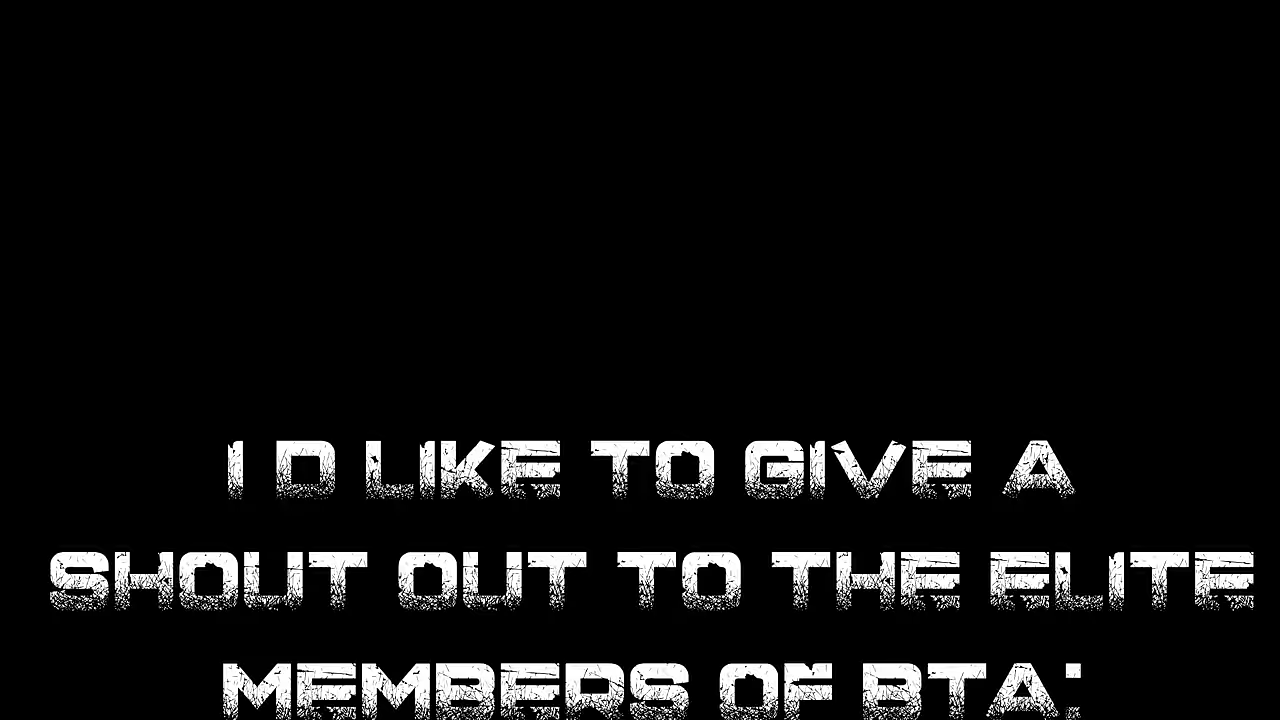 I D LIKE TO GIVE A
SHOUT OUT TO THE ELITE
MEMBERS OF BTA: